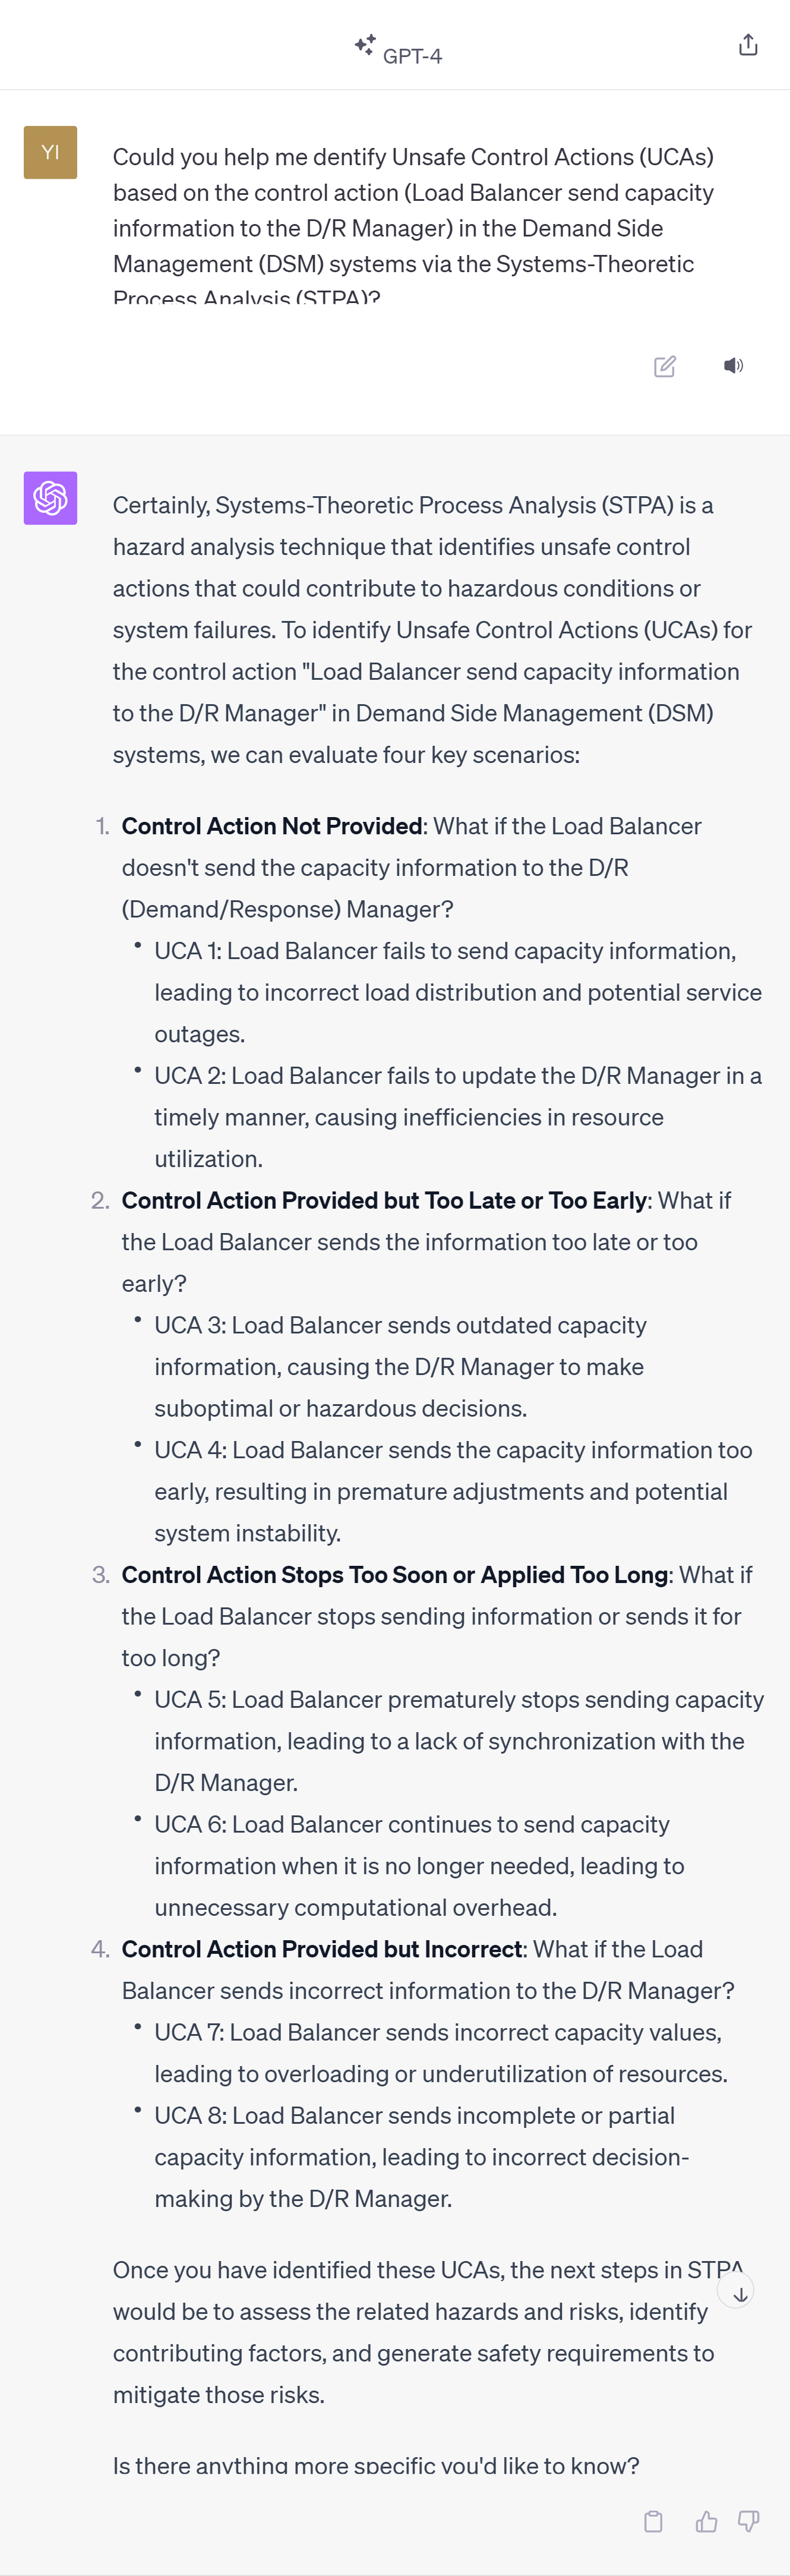 GPT-4
YI
Could you help me dentify Unsafe Control Actions (UCAs)
based on the control action (Load Balancer send capacity
information to the D/R Manager) in the Demand Side
Management (DSM) systems via the Systems-Theoretic
Process Analysis (STPA)?
Certainly, Systems-Theoretic Process Analysis (STPA) is a
hazard analysis technique that identifies unsafe control
actions that could contribute to hazardous conditions or
system failures. To identify Unsafe Control Actions (UCAs) for
the control action "Load Balancer send capacity information
to the D/R Manager" in Demand Side Management (DSM)
systems, we can evaluate four key scenarios:
1. Control Action Not Provided: What if the Load Balancer
doesn't send the capacity information to the D/R
(Demand/Response) Manager?
• UCA 1: Load Balancer fails to send capacity information,
leading to incorrect load distribution and potential service
outages.
• UCA 2: Load Balancer fails to update the D/R Manager in a
timely manner, causing inefficiencies in resource
utilization.
2. Control Action Provided but Too Late or Too Early: What if
the Load Balancer sends the information too late or too
early?
• UCA 3: Load Balancer sends outdated capacity
information, causing the D/R Manager to make
suboptimal or hazardous decisions.
• UCA 4: Load Balancer sends the capacity information too
early, resulting in premature adjustments and potential
system instability.
3. Control Action Stops Too Soon or Applied Too Long: What if
the Load Balancer stops sending information or sends it for
too long?
• UCA 5: Load Balancer prematurely stops sending capacity
information, leading to a lack of synchronization with the
D/R Manager.
• UCA 6: Load Balancer continues to send capacity
information when it is no longer needed, leading to
unnecessary computational overhead.
4. Control Action Provided but Incorrect: What if the Load
Balancer sends incorrect information to the D/R Manager?
• UCA 7: Load Balancer sends incorrect capacity values,
leading to overloading or underutilization of resources.
• UCA 8: Load Balancer sends incomplete or partial
capacity information, leading to incorrect decision-
making by the D/R Manager.
Once you have identified these UCAs, the next steps in STPA
would be to assess the related hazards and risks, identify
contributing factors, and generate safety requirements to
mitigate those risks.
Is there anything more specific you'd like to know?